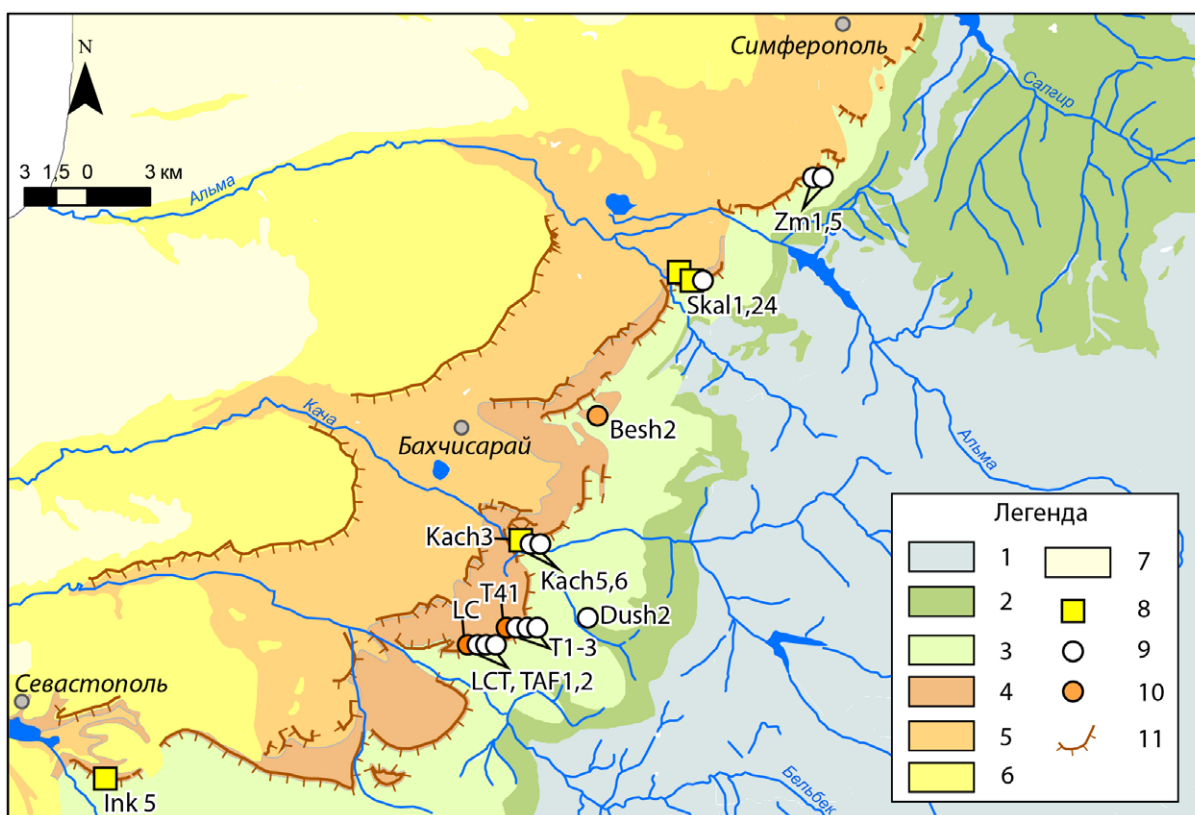 Симферополь
N
Салгир
3 1,5 0 3 км
Альма
Zm1,5
Skal1,24
Кача
Besh2
Бахчисарай
Альма
Легенда
Kach3
1
7
Kach5,6
2
8
T41
LC
Dush2
3
9
T1-3
LCT, TAF1,2
4
10
Севастополь
5
11
6
Бельбек
Ink 5